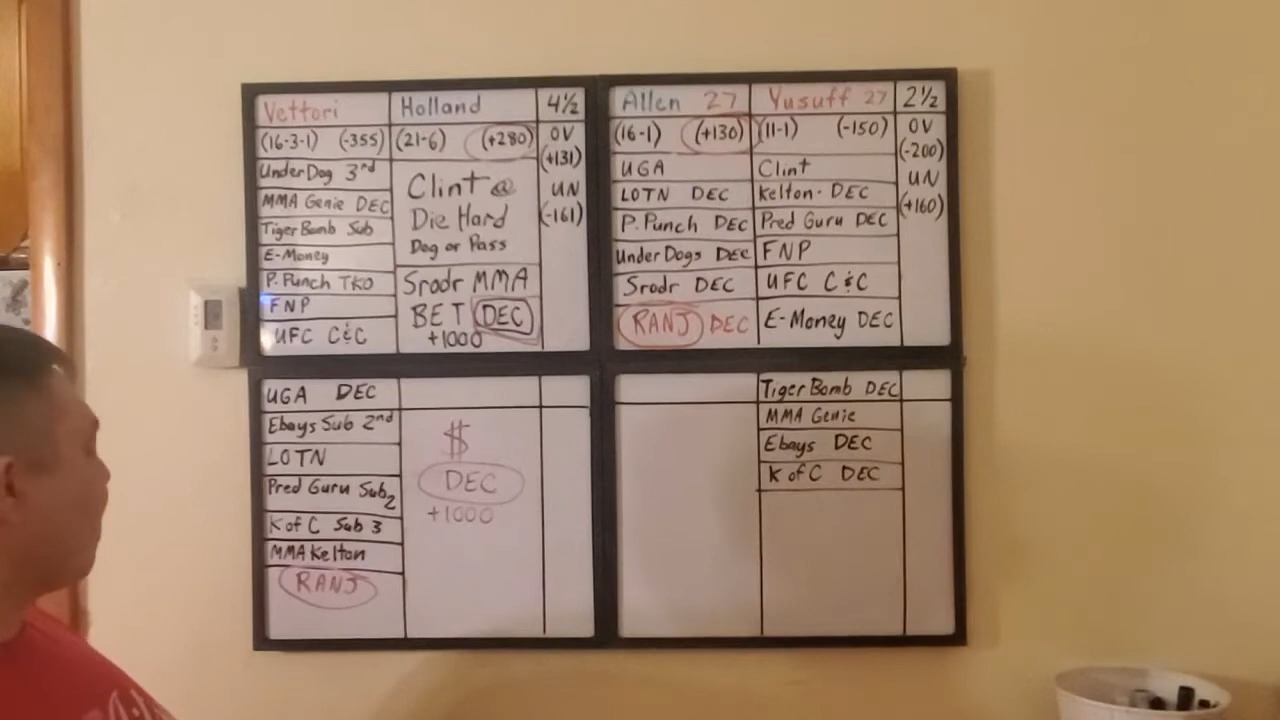 Vettori Holland 4½
(16-3-1) (-355) (21-6) (+280) OV
(+131)
UN
(-161)
UnderDog 3rd
MMA Genie DEC
TigerBomb Sub
E-Money
P. Punch TKO
FNP
UFC C&C
Clint @
Die Hard
Dog or Pass
Srodr MMA
BET DEC
+1000
Allen 27 Yusuff 27 2½
(16-1) (+130) (11-1) (-150) OV
(-200)
UN
(+160)
UGA
LOTN DEC
P. Punch DEC
UnderDogs DEC
Srodr DEC
RANJ DEC
Clint
Kelton- DEC
Pred Guru DEC
FNP
UFC C&C
E-Money DEC
UGA DEC
Ebays Sub 2nd
LOTN
Pred Guru Sub 2
K of C Sub 3
MMA Kelton
RANJ
$
DEC
+1000
Tiger Bomb DEC
MMA Genie
Ebays DEC
K of C DEC